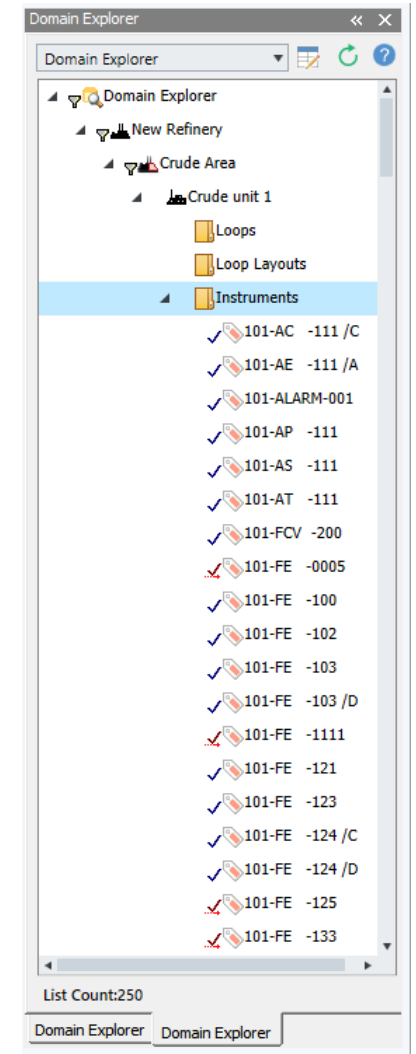 Domain Explorer
Domain Explorer
Domain Explorer
New Refinery
Crude Area
Crude unit 1
Loops
Loop Layouts
Instruments
101-AC -111 /C
101-AE -111 /A
101-ALARM-001
101-AP -111
101-AS -111
101-AT -111
101-FCV -200
101-FE -0005
101-FE -100
101-FE -102
101-FE -103
101-FE -103 /D
101-FE -1111
101-FE -121
101-FE -123
101-FE -124 /C
101-FE -124 /D
101-FE -125
101-FE -133
List Count:250
Domain Explorer Domain Explorer